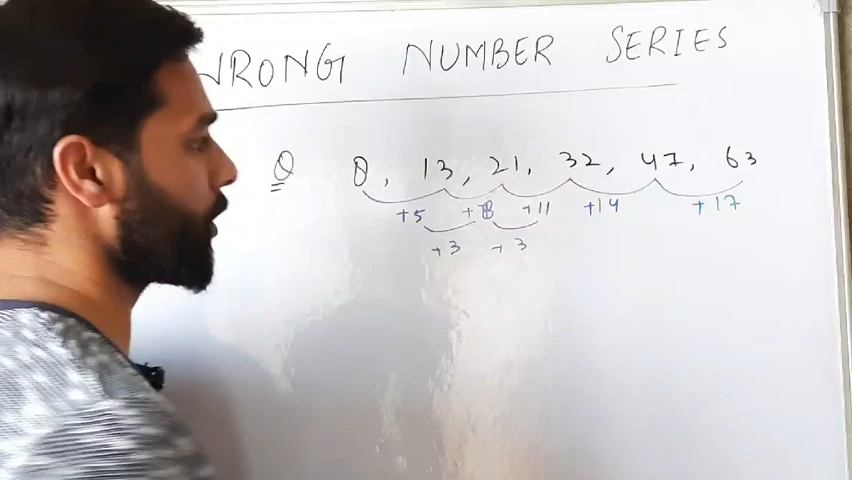 WRONG NUMBER SERIES
Q 8, 13, 21, 32, 47, 63
+5 +8 +11 +14 +17
+3 +3